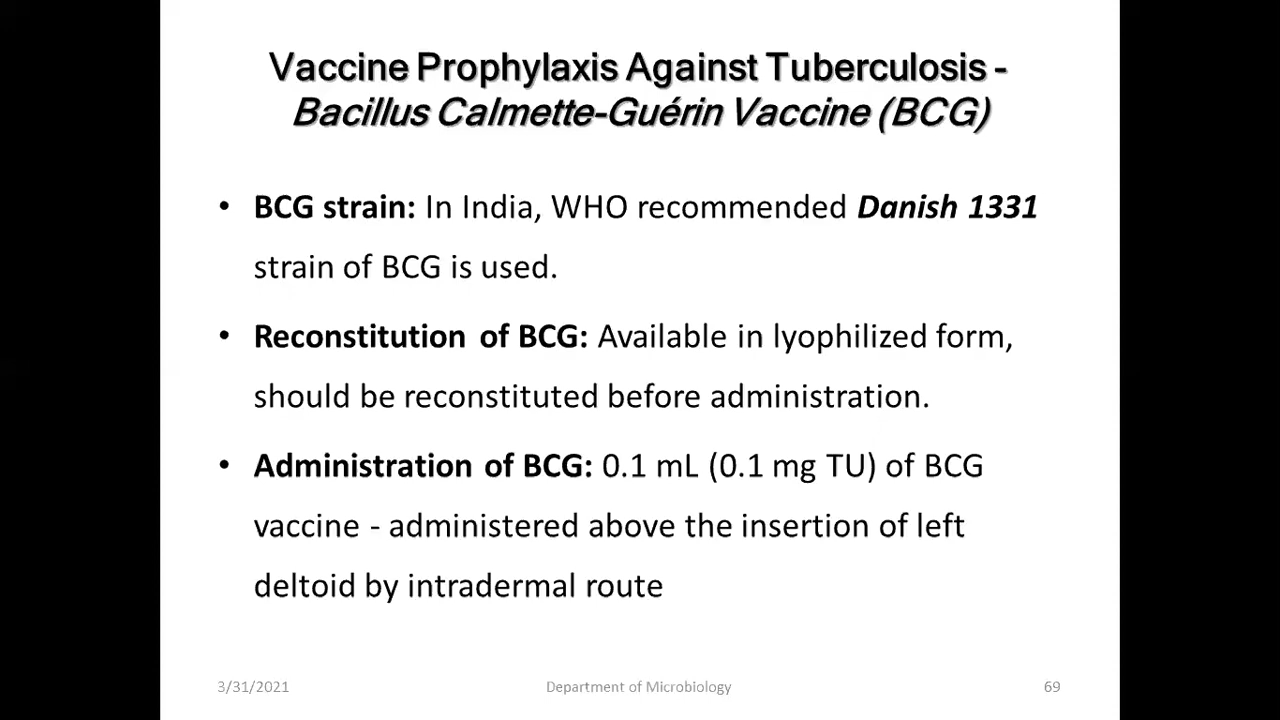 Vaccine Prophylaxis Against Tuberculosis -
Bacillus Calmette-Guérin Vaccine (BCG)
• BCG strain: In India, WHO recommended Danish 1331
strain of BCG is used.
• Reconstitution of BCG: Available in lyophilized form,
should be reconstituted before administration.
• Administration of BCG: 0.1 mL (0.1 mg TU) of BCG
vaccine - administered above the insertion of left
deltoid by intradermal route
3/31/2021 Department of Microbiology 69